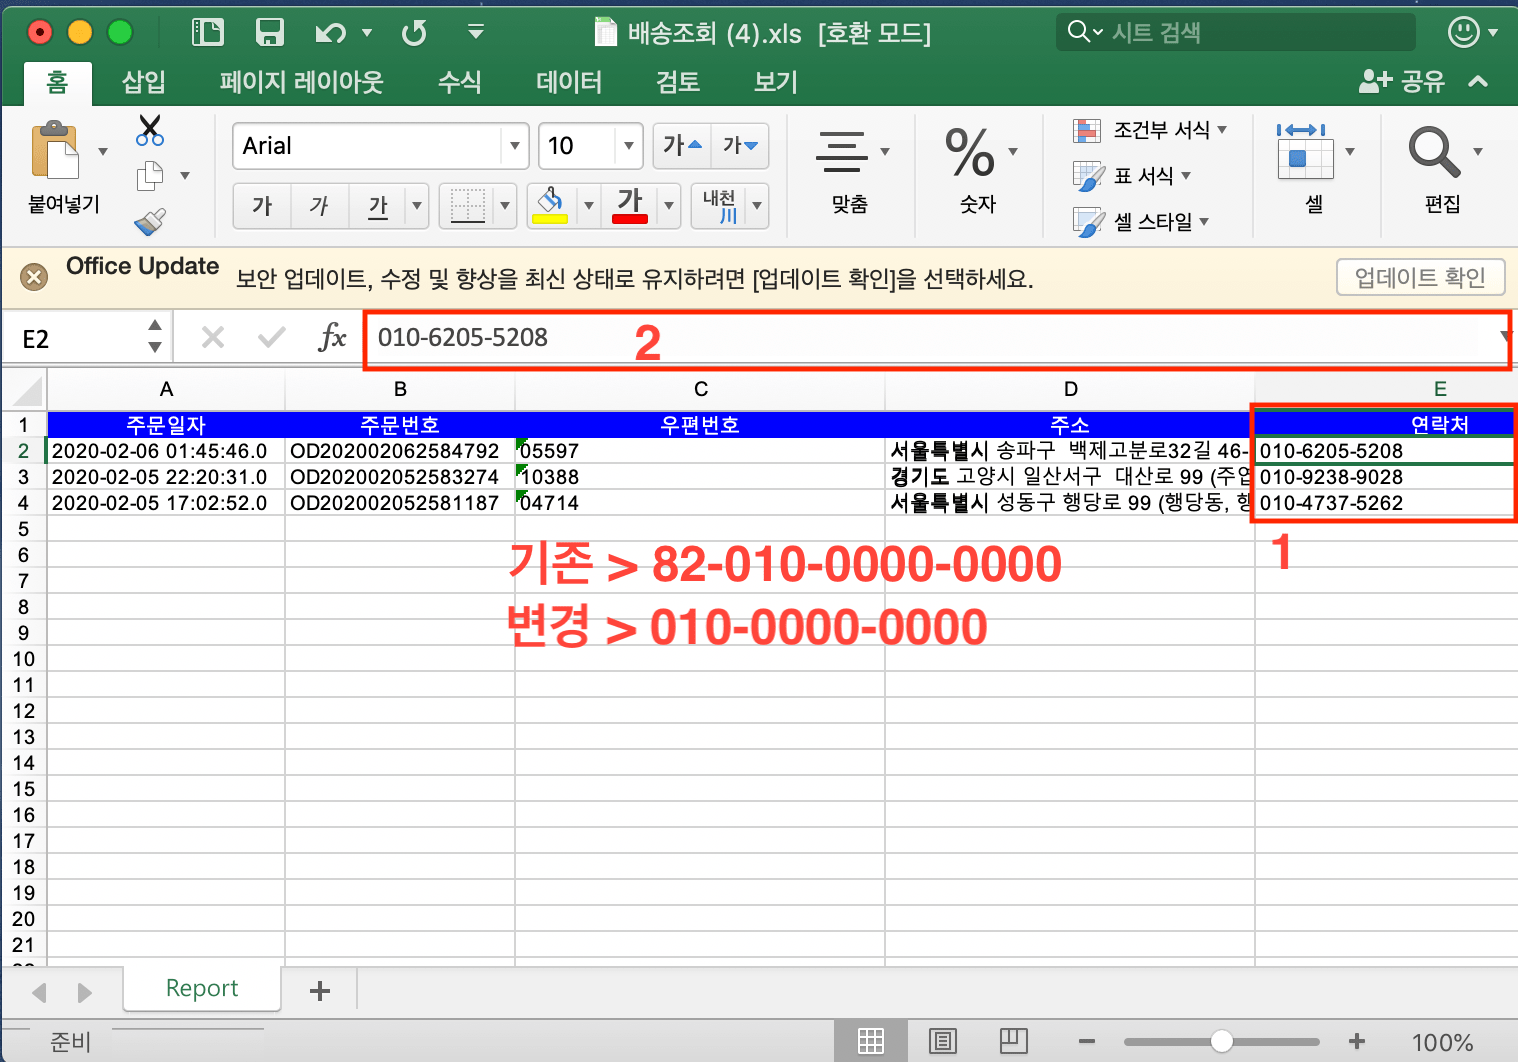 배송조회 (4).xls [호환 모드]
시트 검색
홈 삽입 페이지 레이아웃 수식 데이터 검토 보기 공유
붙여넣기
Arial 10 가 가
가 가 가 가 내천 川
맞춤
% 숫자
조건부 서식
표 서식
셀 스타일
셀
편집
Office Update 보안 업데이트, 수정 및 향상을 최신 상태로 유지하려면 [업데이트 확인]을 선택하세요. 업데이트 확인
E2 fx 010-6205-5208 2
A B C D E
1 주문일자 주문번호 우편번호 주소 연락처
2 2020-02-06 01:45:46.0 OD202002062584792 05597 서울특별시 송파구 백제고분로32길 46- 010-6205-5208
3 2020-02-05 22:20:31.0 OD202002052583274 10388 경기도 고양시 일산서구 대산로 99 (주엽 010-9238-9028
4 2020-02-05 17:02:52.0 OD202002052581187 04714 서울특별시 성동구 행당로 99 (행당동, 행 010-4737-5262
5
6
7
8
9
10
11
12
13
14
15
16
17
18
19
20
21
1
기존 > 82-010-0000-0000
변경 > 010-0000-0000
Report +
준비 100%